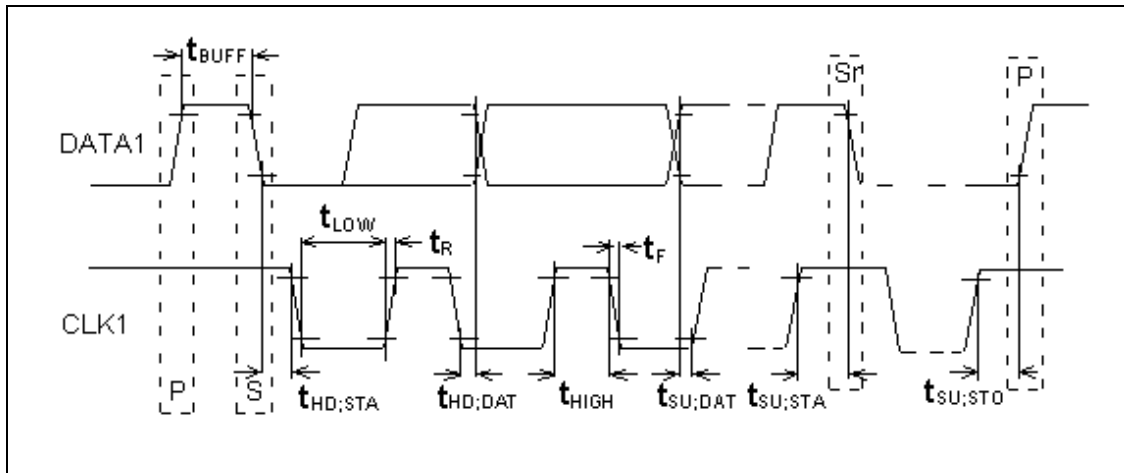 tBUFF
Sr
P
DATA1
tLOW
tR
tF
CLK1
P
S
tHD;STA
tHD;DAT
tHIGH
tSU;DAT
tSU;STA
tSU;STO